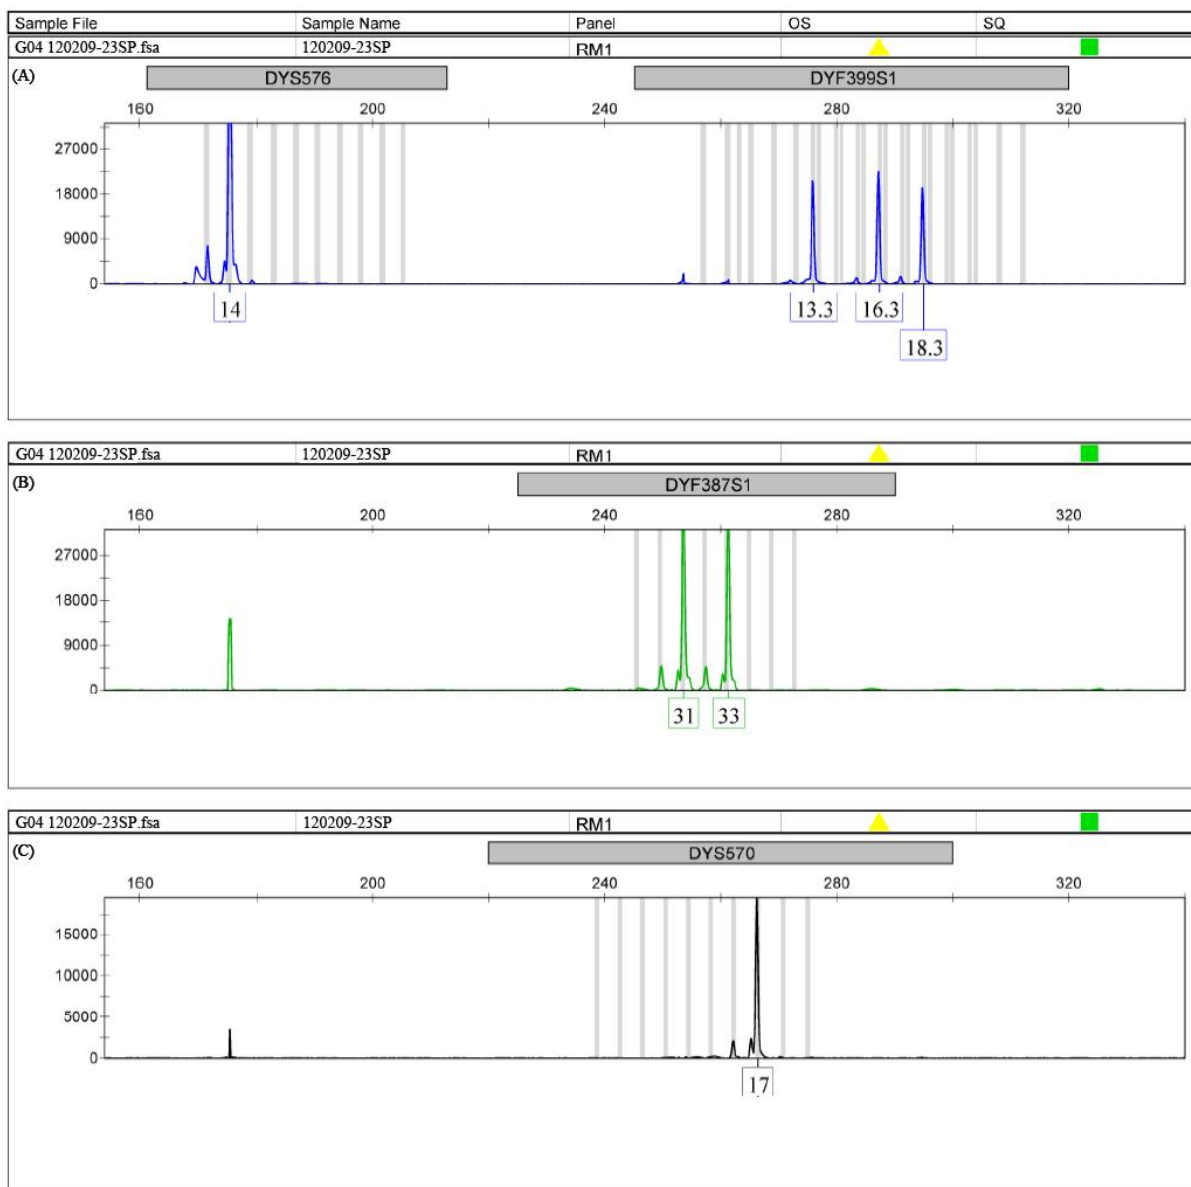 Sample File Sample Name Panel OS SQ
G04 120209-23SP.fsa 120209-23SP RM1
(A) DYS576 DYF399S1
160 200 240 280 320
27000
18000
9000
0
14 13.3 16.3
18.3
G04 120209-23SP.fsa 120209-23SP RM1
(B) DYF387S1
160 200 240 280 320
27000
18000
9000
0
31 33
G04 120209-23SP.fsa 120209-23SP RM1
(C) DYS570
160 200 240 280 320
15000
10000
5000
0
17